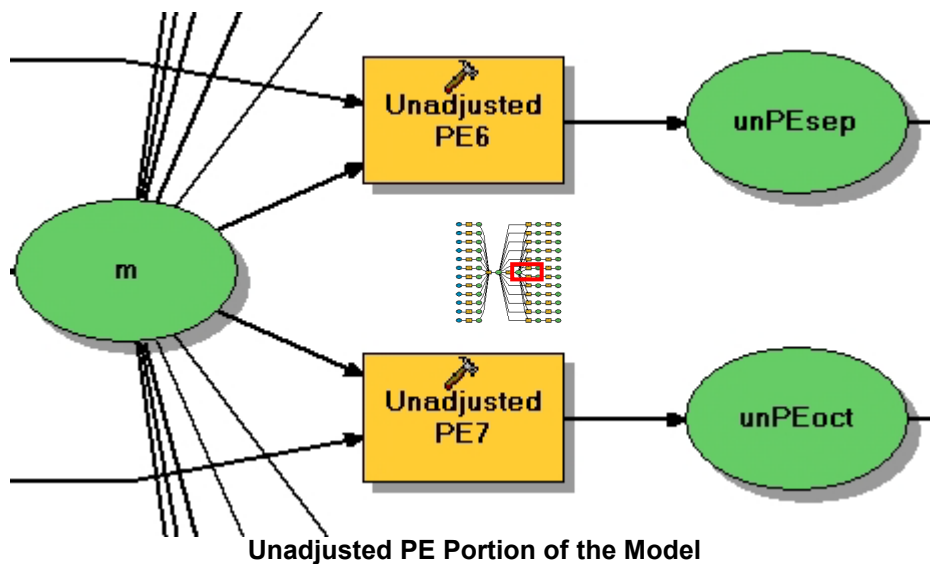 Unadjusted
PE6
unPEsep
m
Unadjusted
PE7
unPEoct
Unadjusted PE Portion of the Model